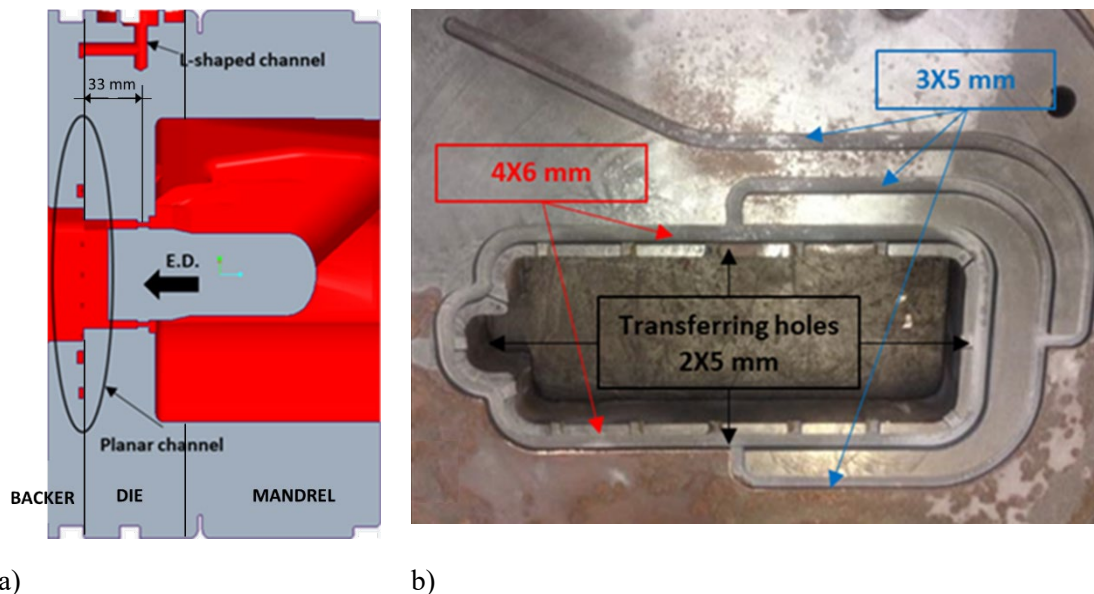 L-shaped channel
33 mm
E.D.
Planar channel
BACKER
DIE
MANDREL
a)
3X5 mm
4X6 mm
Transferring holes
2X5 mm
b)